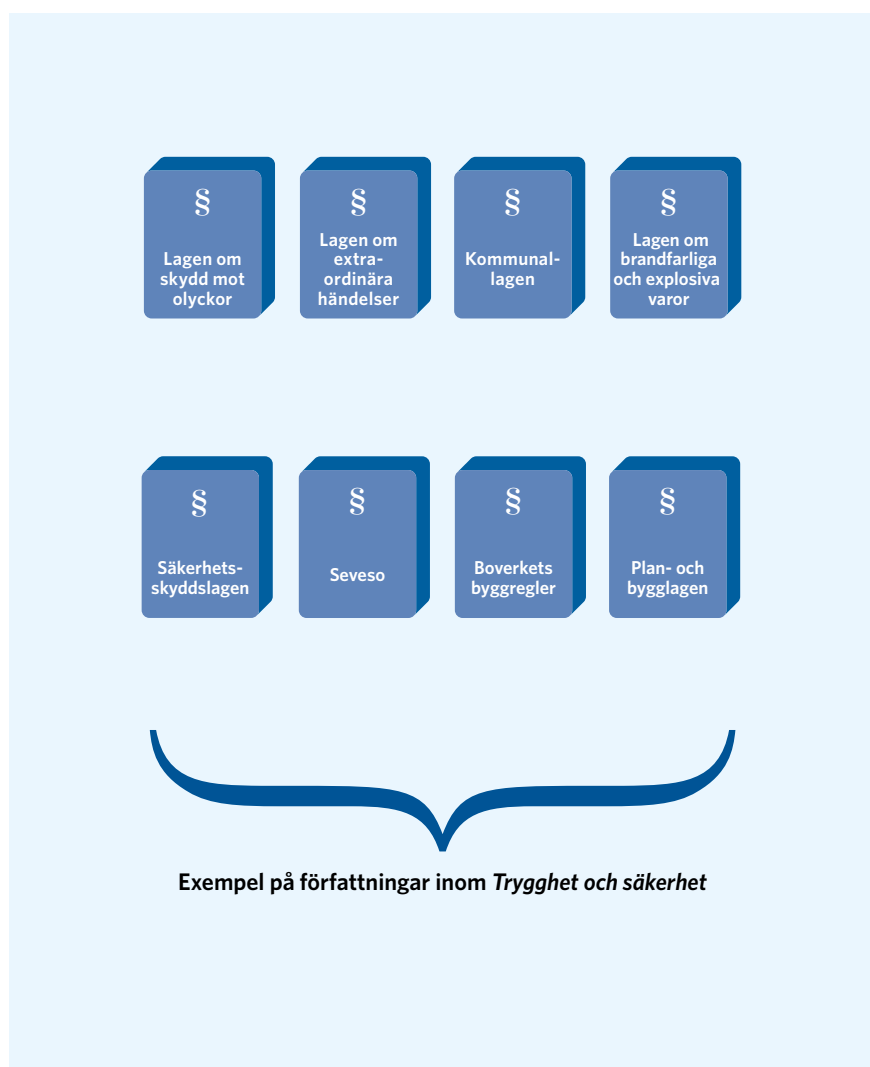 §
Lagen om
skydd mot
olyckor
§
Lagen om
extra-
ordinära
händelser
§
Kommunal-
lagen
§
Lagen om
brandfarliga
och explosiva
varor
§
Säkerhets-
skyddslagen
§
Seveso
§
Boverkets
byggregler
§
Plan- och
bygglagen
Exempel på författningar inom Trygghet och säkerhet